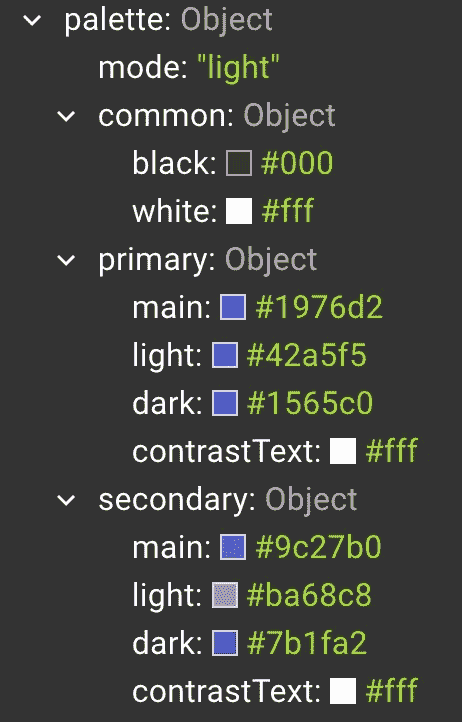 palette: Object
mode: "light"
common: Object
black: #000
white: #fff
primary: Object
main: #1976d2
light: #42a5f5
dark: #1565c0
contrastText: #fff
secondary: Object
main: #9c27b0
light: #ba68c8
dark: #7b1fa2
contrastText: #fff